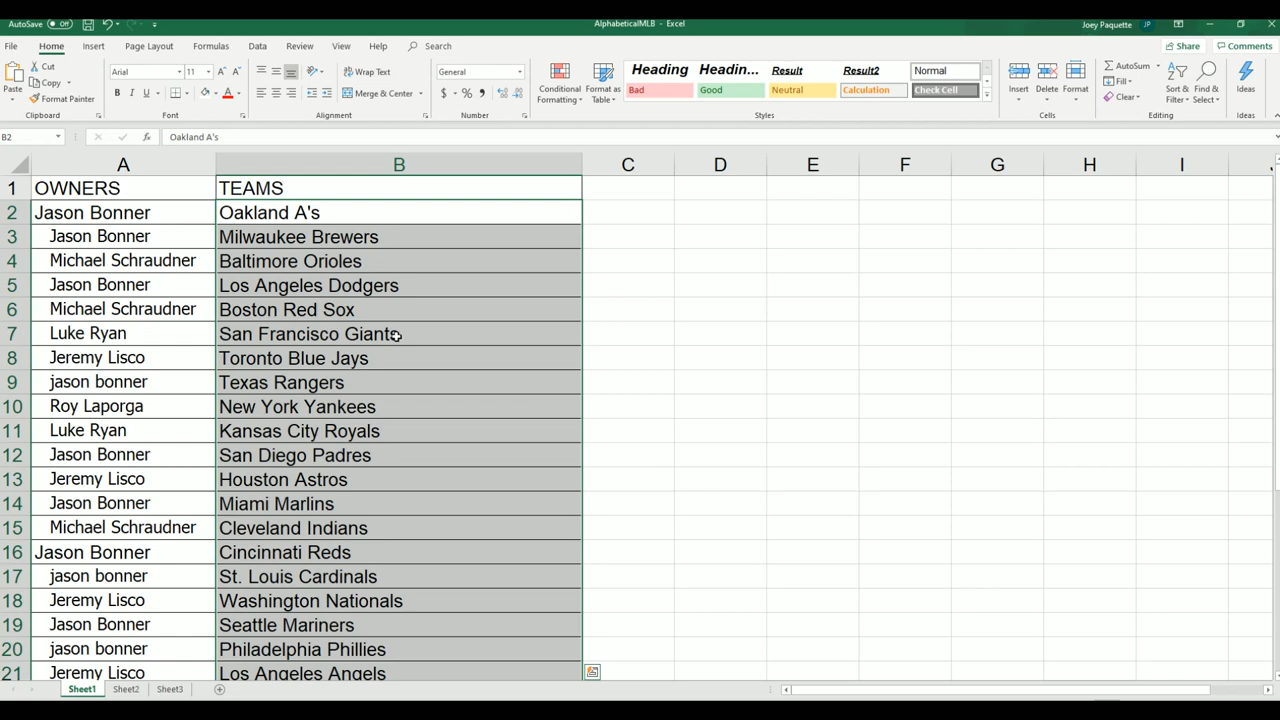 AutoSave Off AlphabeticalMLB - Excel Joey Paquette JP
File Home Insert Page Layout Formulas Data Review View Help Search Share Comments
Paste Cut Copy Format Painter Clipboard
Arial 11 A A B I U A Font
Wrap Text Merge & Center Alignment
General $ % Number
Conditional Formatting Format as Table
Heading Headin... Result Result2 Normal
Bad Good Neutral Calculation Check Cell
Styles
Insert Delete Format Cells
AutoSum Fill Clear Sort & Filter Find & Select Editing
Ideas Ideas
B2 fx Oakland A's
A B C D E F G H I
1 OWNERS TEAMS
2 Jason Bonner Oakland A's
3 Jason Bonner Milwaukee Brewers
4 Michael Schraudner Baltimore Orioles
5 Jason Bonner Los Angeles Dodgers
6 Michael Schraudner Boston Red Sox
7 Luke Ryan San Francisco Giants
8 Jeremy Lisco Toronto Blue Jays
9 jason bonner Texas Rangers
10 Roy Laporga New York Yankees
11 Luke Ryan Kansas City Royals
12 Jason Bonner San Diego Padres
13 Jeremy Lisco Houston Astros
14 Jason Bonner Miami Marlins
15 Michael Schraudner Cleveland Indians
16 Jason Bonner Cincinnati Reds
17 jason bonner St. Louis Cardinals
18 Jeremy Lisco Washington Nationals
19 Jason Bonner Seattle Mariners
20 jason bonner Philadelphia Phillies
21 Jeremy Lisco Los Angeles Angels
Sheet1 Sheet2 Sheet3